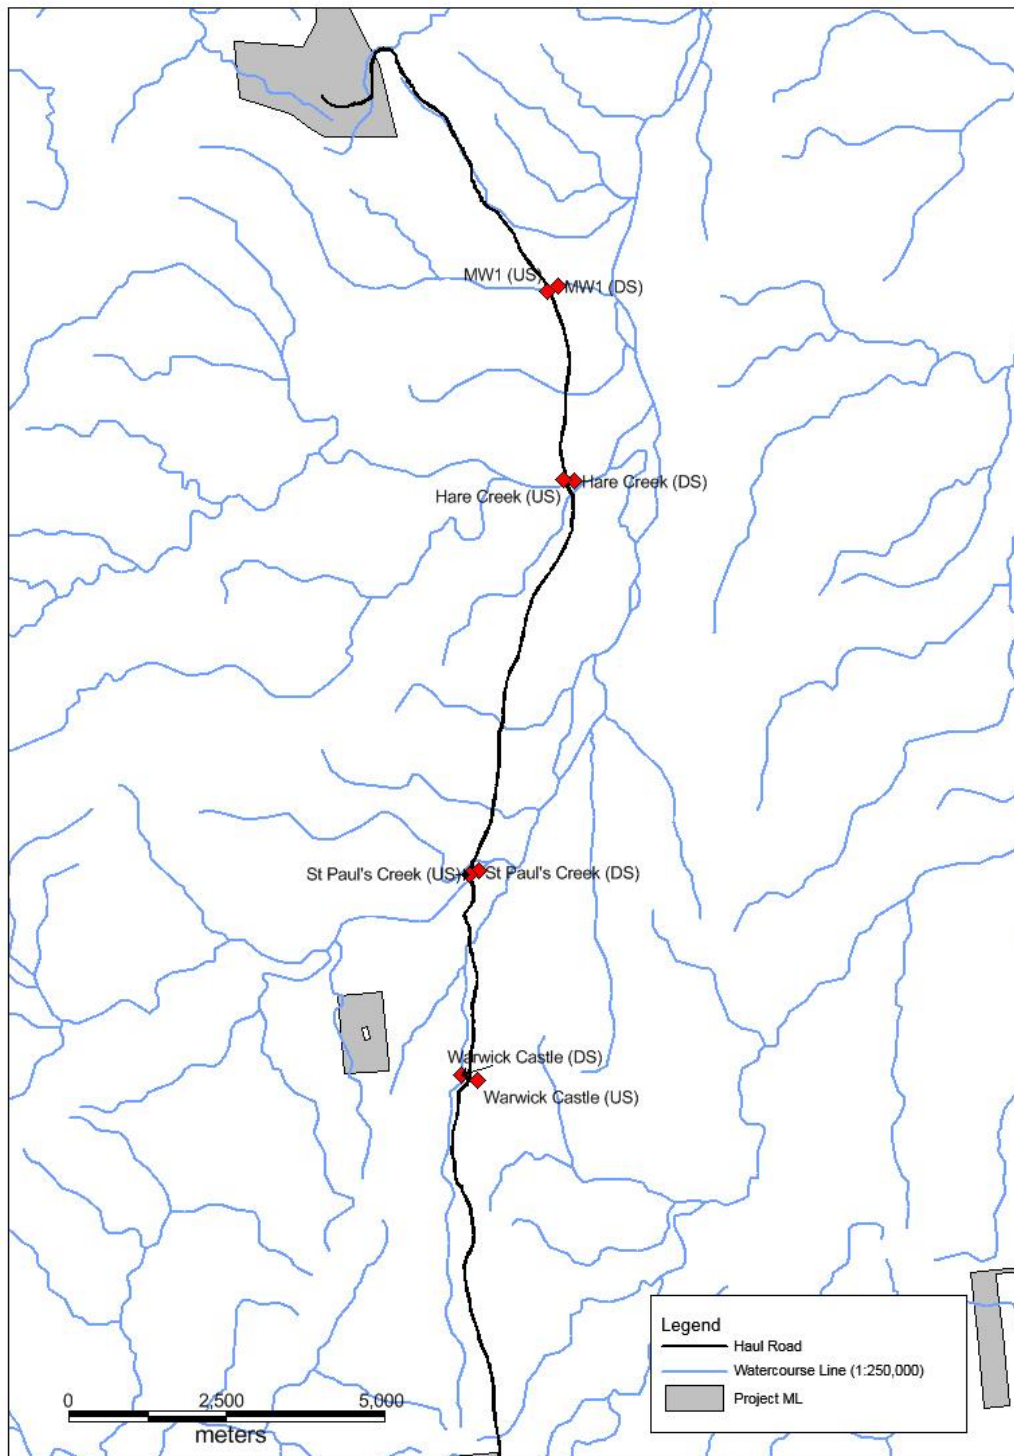 MW1 (US)
MW1 (DS)
Hare Creek (DS)
Hare Creek (US)
St Paul's Creek (US)
St Paul's Creek (DS)
Warwick Castle (DS)
Warwick Castle (US)
Legend
Haul Road
Watercourse Line (1:250,000)
Project ML
0 2,500 5,000
meters